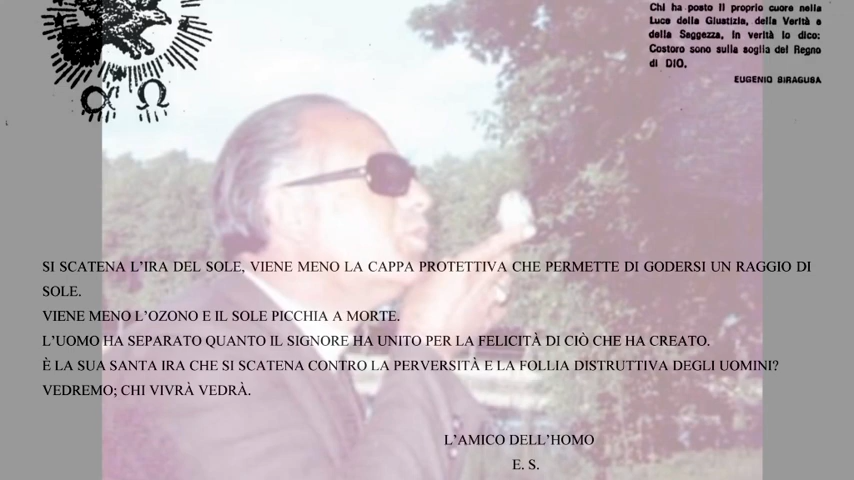 Chi ha posto il proprio cuore nella
Luce della Giustizia, della Verità e
della Saggezza, in verità io dico:
Costoro sono sulla soglia del Regno
di DIO.
EUGENIO SIRAGUSA
Α Ω
SI SCATENA L'IRA DEL SOLE, VIENE MENO LA CAPPA PROTETTIVA CHE PERMETTE DI GODERSI UN RAGGIO DI
SOLE.
VIENE MENO L'OZONO E IL SOLE PICCHIA A MORTE.
L'UOMO HA SEPARATO QUANTO IL SIGNORE HA UNITO PER LA FELICITÀ DI CIÒ CHE HA CREATO.
È LA SUA SANTA IRA CHE SI SCATENA CONTRO LA PERVERSITÀ E LA FOLLIA DISTRUTTIVA DEGLI UOMINI?
VEDREMO; CHI VIVRÀ VEDRÀ.
L'AMICO DELL'HOMO
E. S.